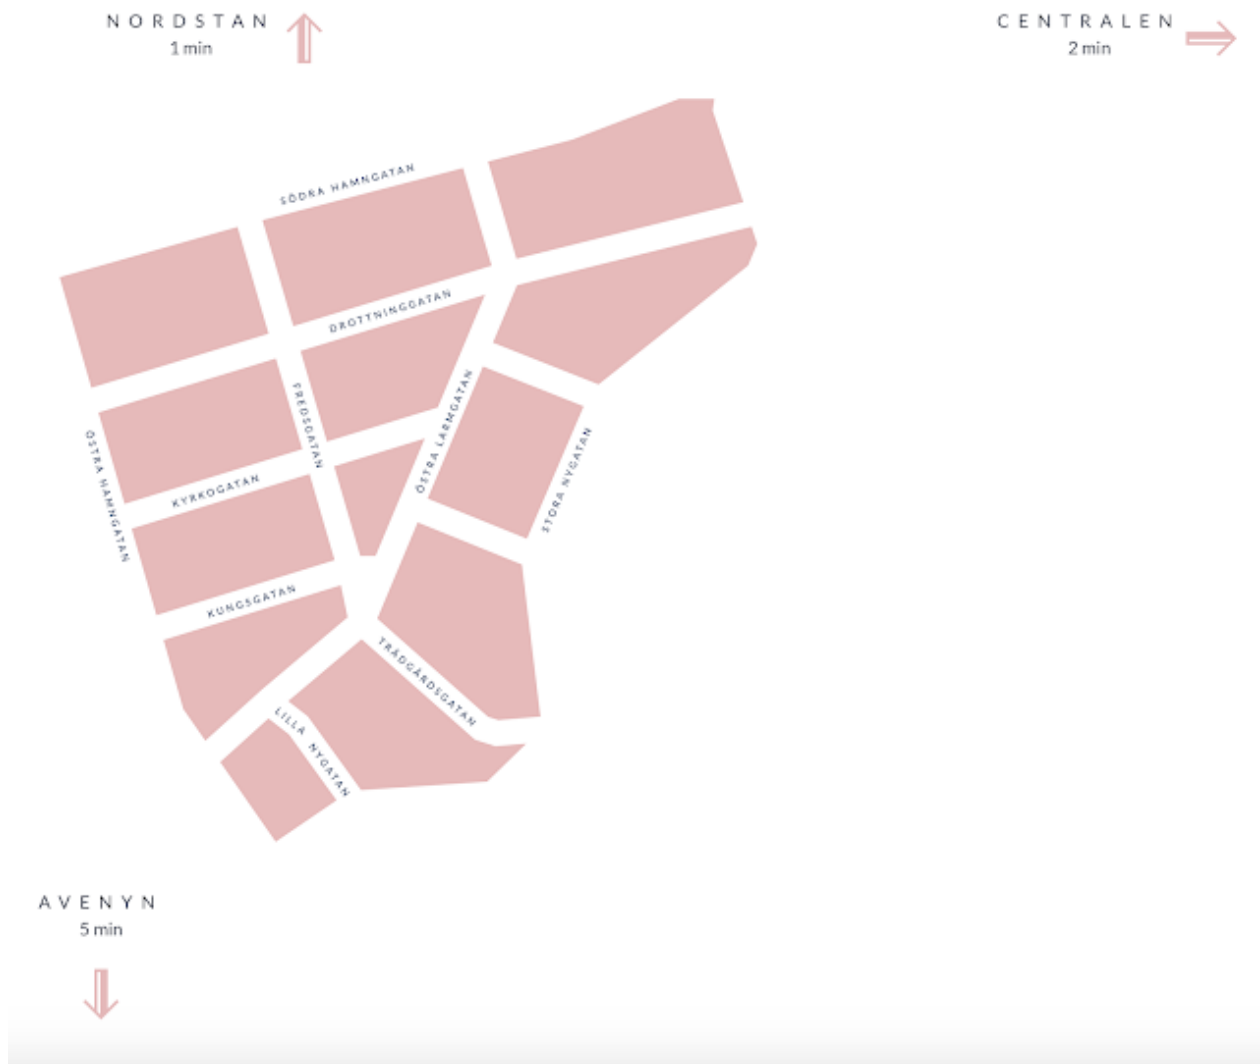 NORDSTAN
1 min
CENTRALEN
2 min
SÖDRA HAMNGATAN
DROTTNINGGATAN
FREDSGATAN
ÖSTRA LARMGATAN
ÖSTRA HAMNGATAN
KYRKOGATAN
STORA NYGATAN
KUNGSGATAN
TRÄDGÅRDSGATAN
LILLA NYGATAN
AVENYN
5 min